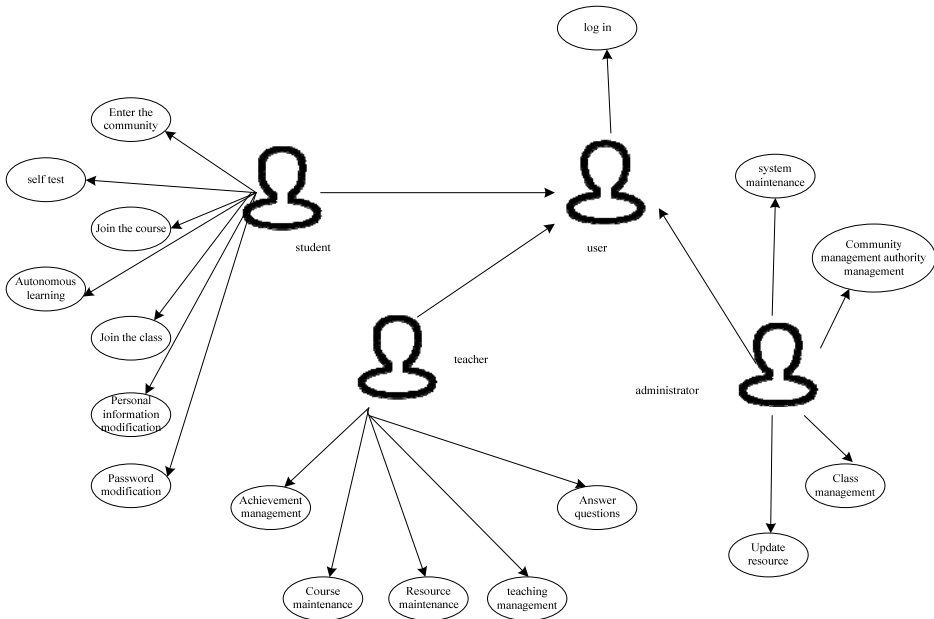 log in
Enter the
community
self test
Join the course
Autonomous
learning
Join the class
Personal
information
modification
Password
modification
student
user
teacher
administrator
system
maintenance
Community
management authority
management
Achievement
management
Course
maintenance
Resource
maintenance
teaching
management
Answer
questions
Class
management
Update
resource